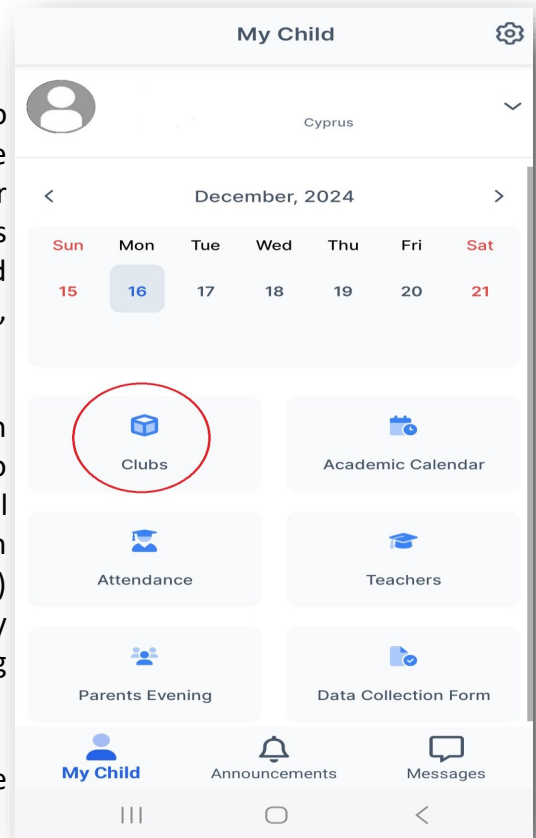 My Child
Cyprus
December, 2024
Sun Mon Tue Wed Thu Fri Sat
15 16 17 18 19 20 21
Clubs Academic Calendar
Attendance Teachers
Parents Evening Data Collection Form
My Child Announcements Messages